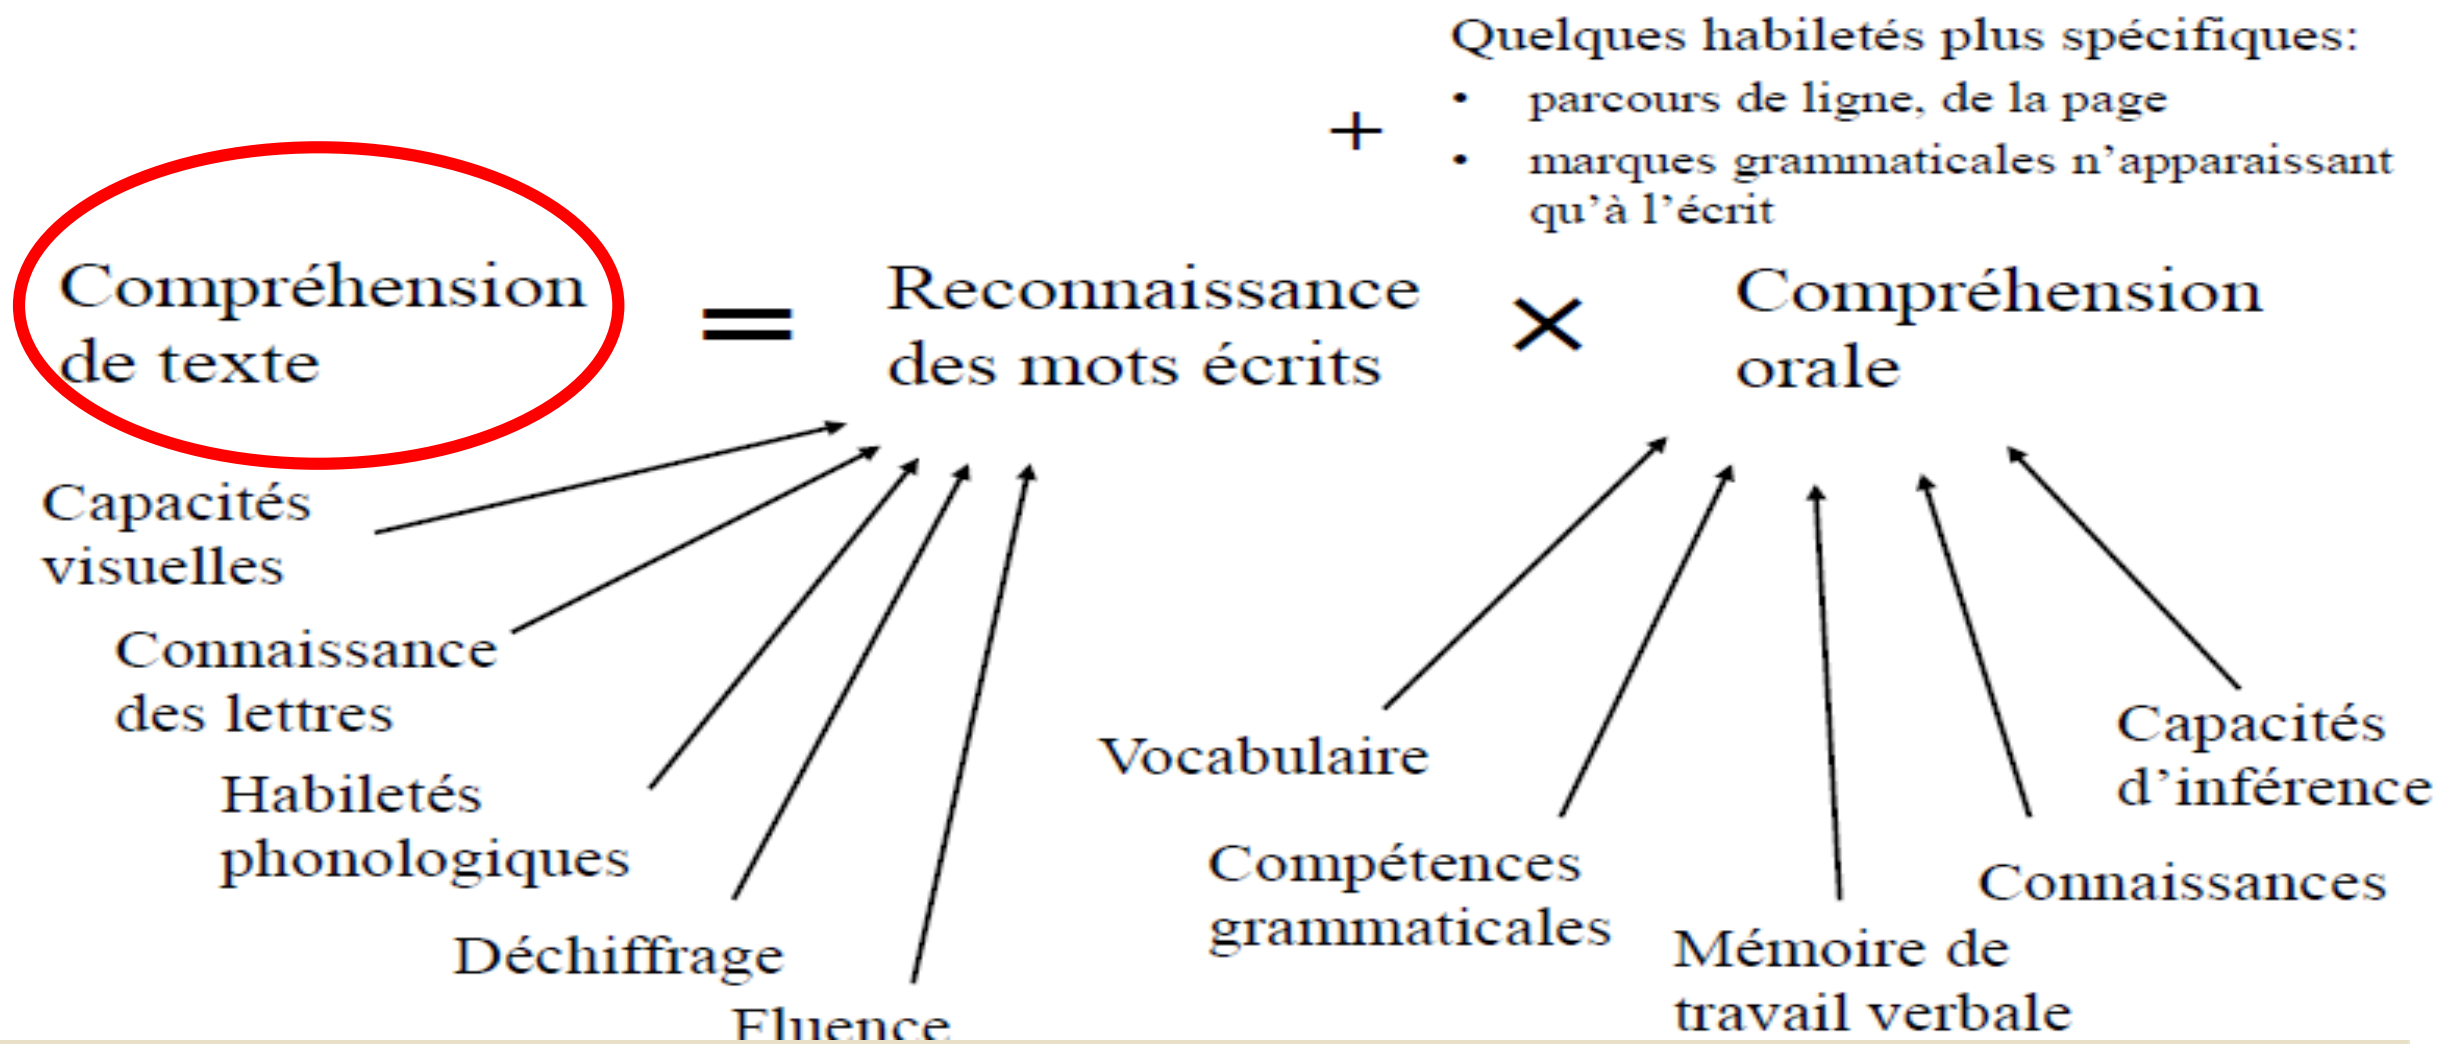 Quelques habiletés plus spécifiques:
+
• parcours de ligne, de la page
• marques grammaticales n’apparaissant
qu’à l’écrit
Compréhension
de texte
=
Reconnaissance
des mots écrits
×
Compréhension
orale
Capacités
visuelles
Connaissance
des lettres
Habiletés
phonologiques
Déchiffrage
Fluence
Vocabulaire
Compétences
grammaticales
Mémoire de
travail verbale
Connaissances
Capacités
d’inférence